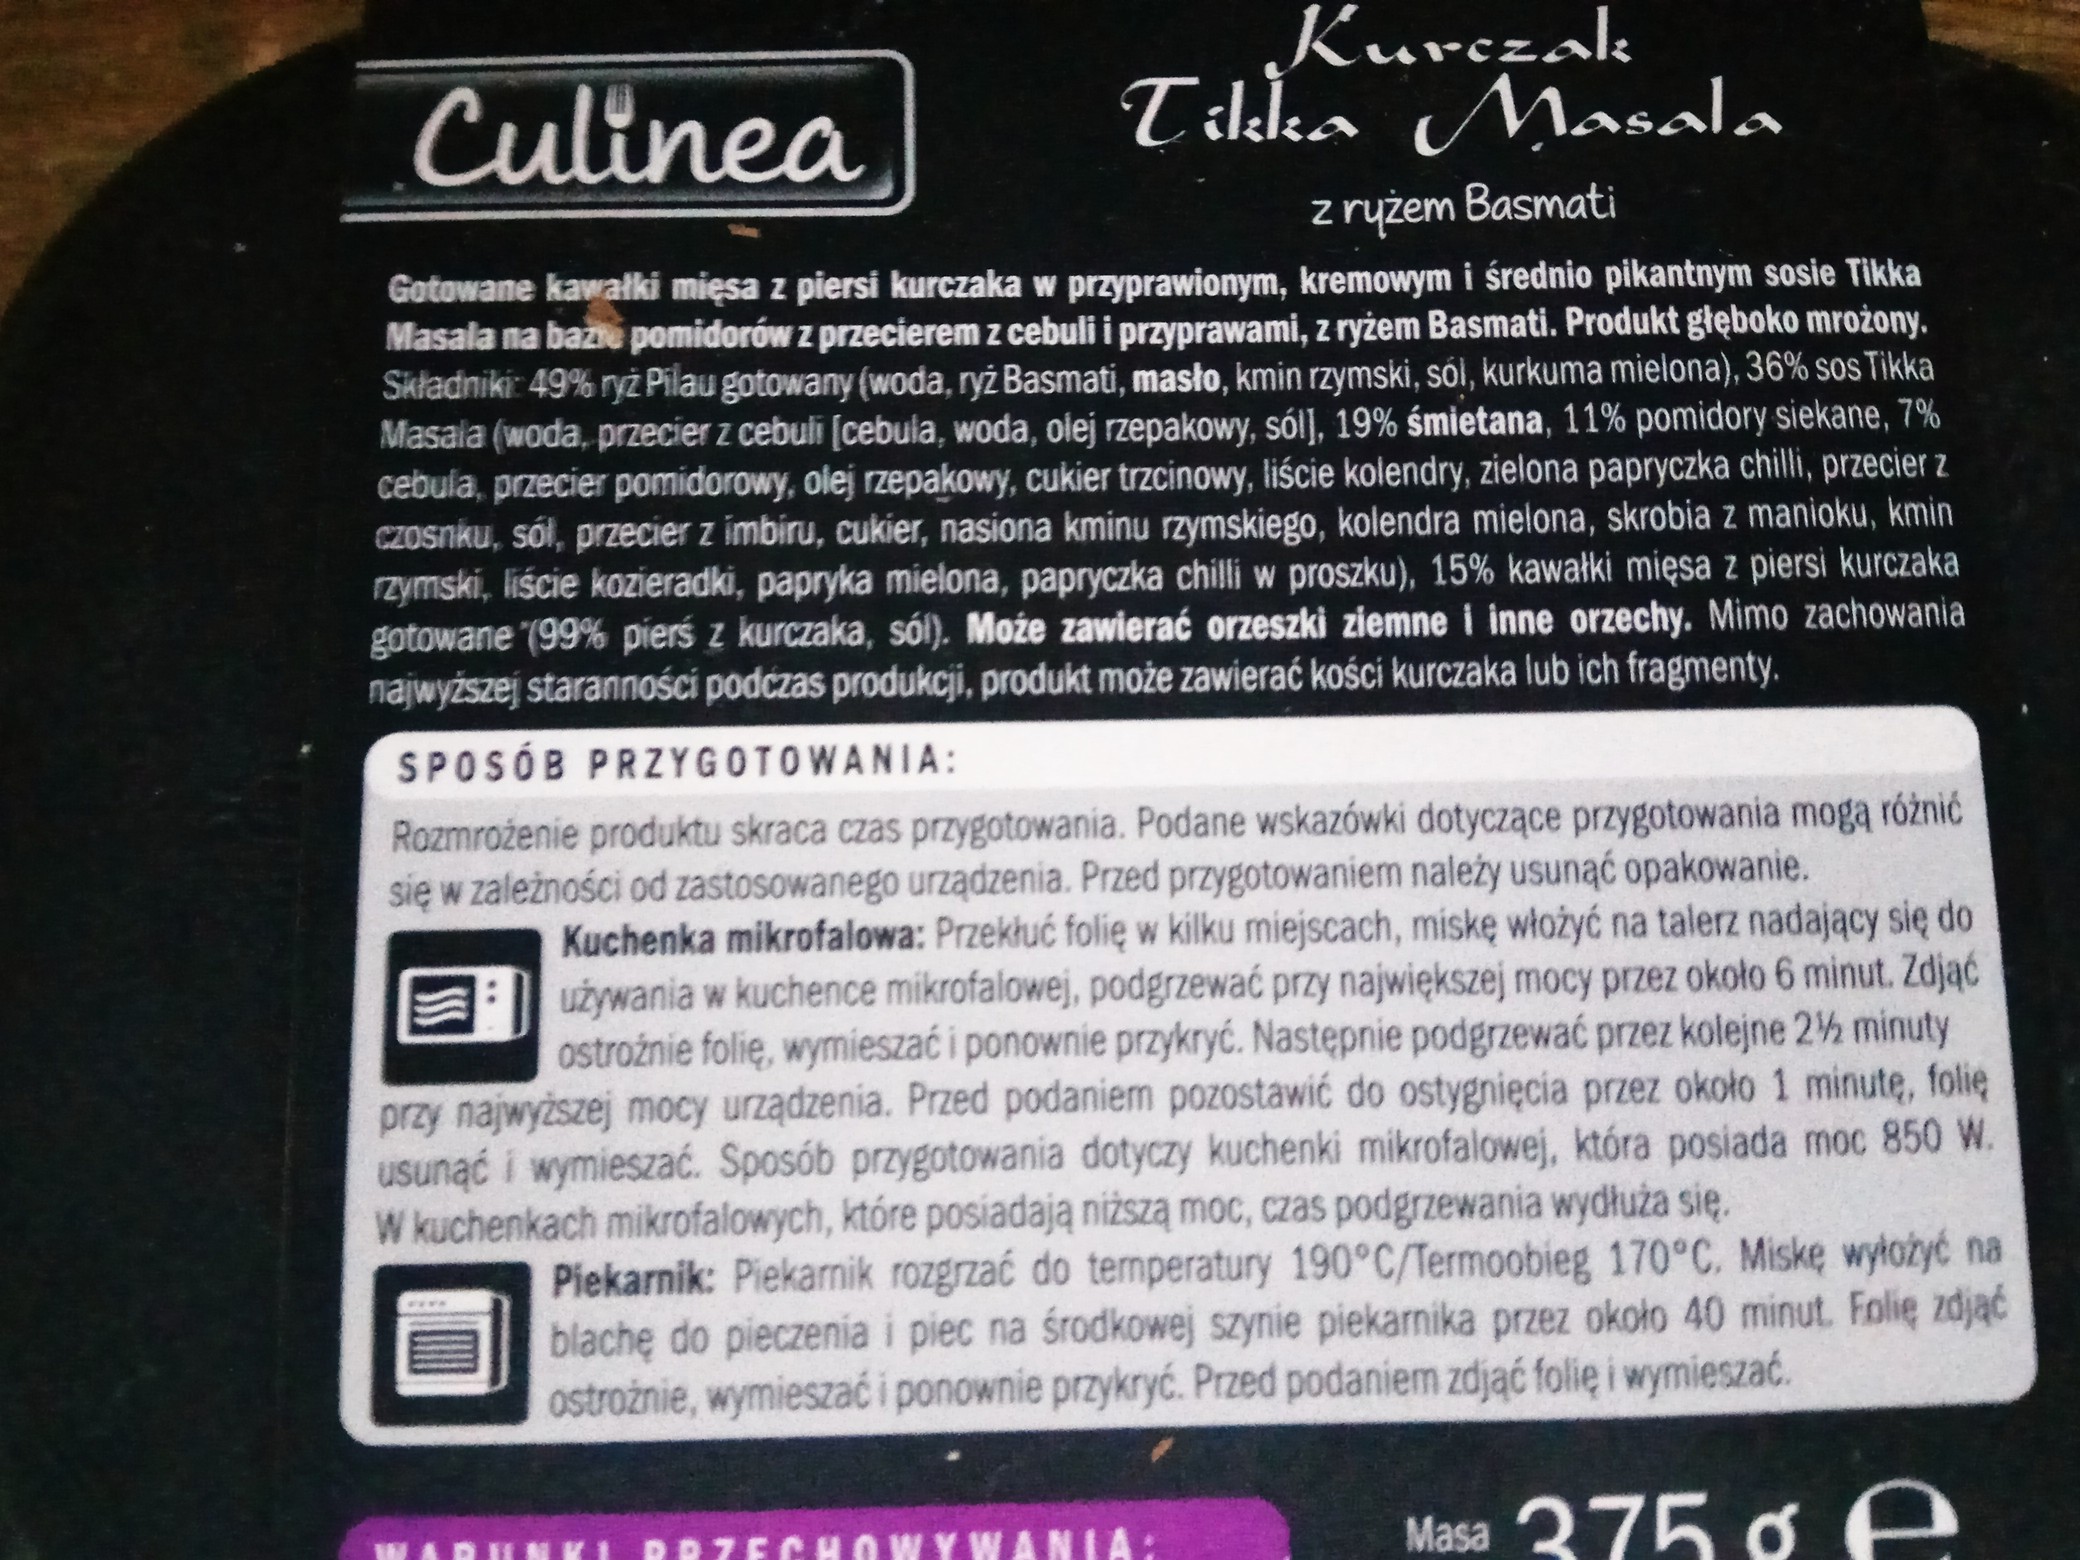 Culinea
Kurczak
Tikka Masala
z ryżem Basmati
Gotowane kawałki mięsa z piersi kurczaka w przyprawionym, kremowym i średnio pikantnym sosie Tikka
Masala na bazie pomidorów z przecierem z cebuli i przyprawami, z ryżem Basmati. Produkt głęboko mrożony.
Składniki: 49% ryż Pilau gotowany (woda, ryż Basmati, masło, kmin rzymski, sól, kurkuma mielona), 36% sos Tikka
Masala (woda, przecier z cebuli [cebula, woda, olej rzepakowy, sól], 19% śmietana, 11% pomidory siekane, 7%
cebula, przecier pomidorowy, olej rzepakowy, cukier trzcinowy, liście kolendry, zielona papryczka chilli, przecier z
czosnku, sól, przecier z imbiru, cukier, nasiona kminu rzymskiego, kolendra mielona, skrobia z manioku, kmin
rzymski, liście kozieradki, papryka mielona, papryczka chilli w proszku), 15% kawałki mięsa z piersi kurczaka
gotowane (99% pierś z kurczaka, sól). Może zawierać orzeszki ziemne i inne orzechy. Mimo zachowania
najwyższej staranności podczas produkcji, produkt może zawierać kości kurczaka lub ich fragmenty.
SPOSÓB PRZYGOTOWANIA:
Rozmrożenie produktu skraca czas przygotowania. Podane wskazówki dotyczące przygotowania mogą różnić
się w zależności od zastosowanego urządzenia. Przed przygotowaniem należy usunąć opakowanie.
Kuchenka mikrofalowa: Przekłuć folię w kilku miejscach, miskę włożyć na talerz nadający się do
używania w kuchence mikrofalowej, podgrzewać przy największej mocy przez około 6 minut. Zdjąć
ostrożnie folię, wymieszać i ponownie przykryć. Następnie podgrzewać przez kolejne 2½ minuty
przy najwyższej mocy urządzenia. Przed podaniem pozostawić do ostygnięcia przez około 1 minutę, folię
usunąć i wymieszać. Sposób przygotowania dotyczy kuchenki mikrofalowej, która posiada moc 850 W.
W kuchenkach mikrofalowych, które posiadają niższą moc, czas podgrzewania wydłuża się.
Piekarnik: Piekarnik rozgrzać do temperatury 190°C/Termoobieg 170°C. Miskę wyłożyć na
blachę do pieczenia i piec na środkowej szynie piekarnika przez około 40 minut. Folię zdjąć
ostrożnie, wymieszać i ponownie przykryć. Przed podaniem zdjąć folię i wymieszać.
WARUNKI PRZECHOWYWANIA:
Masa 375 g e